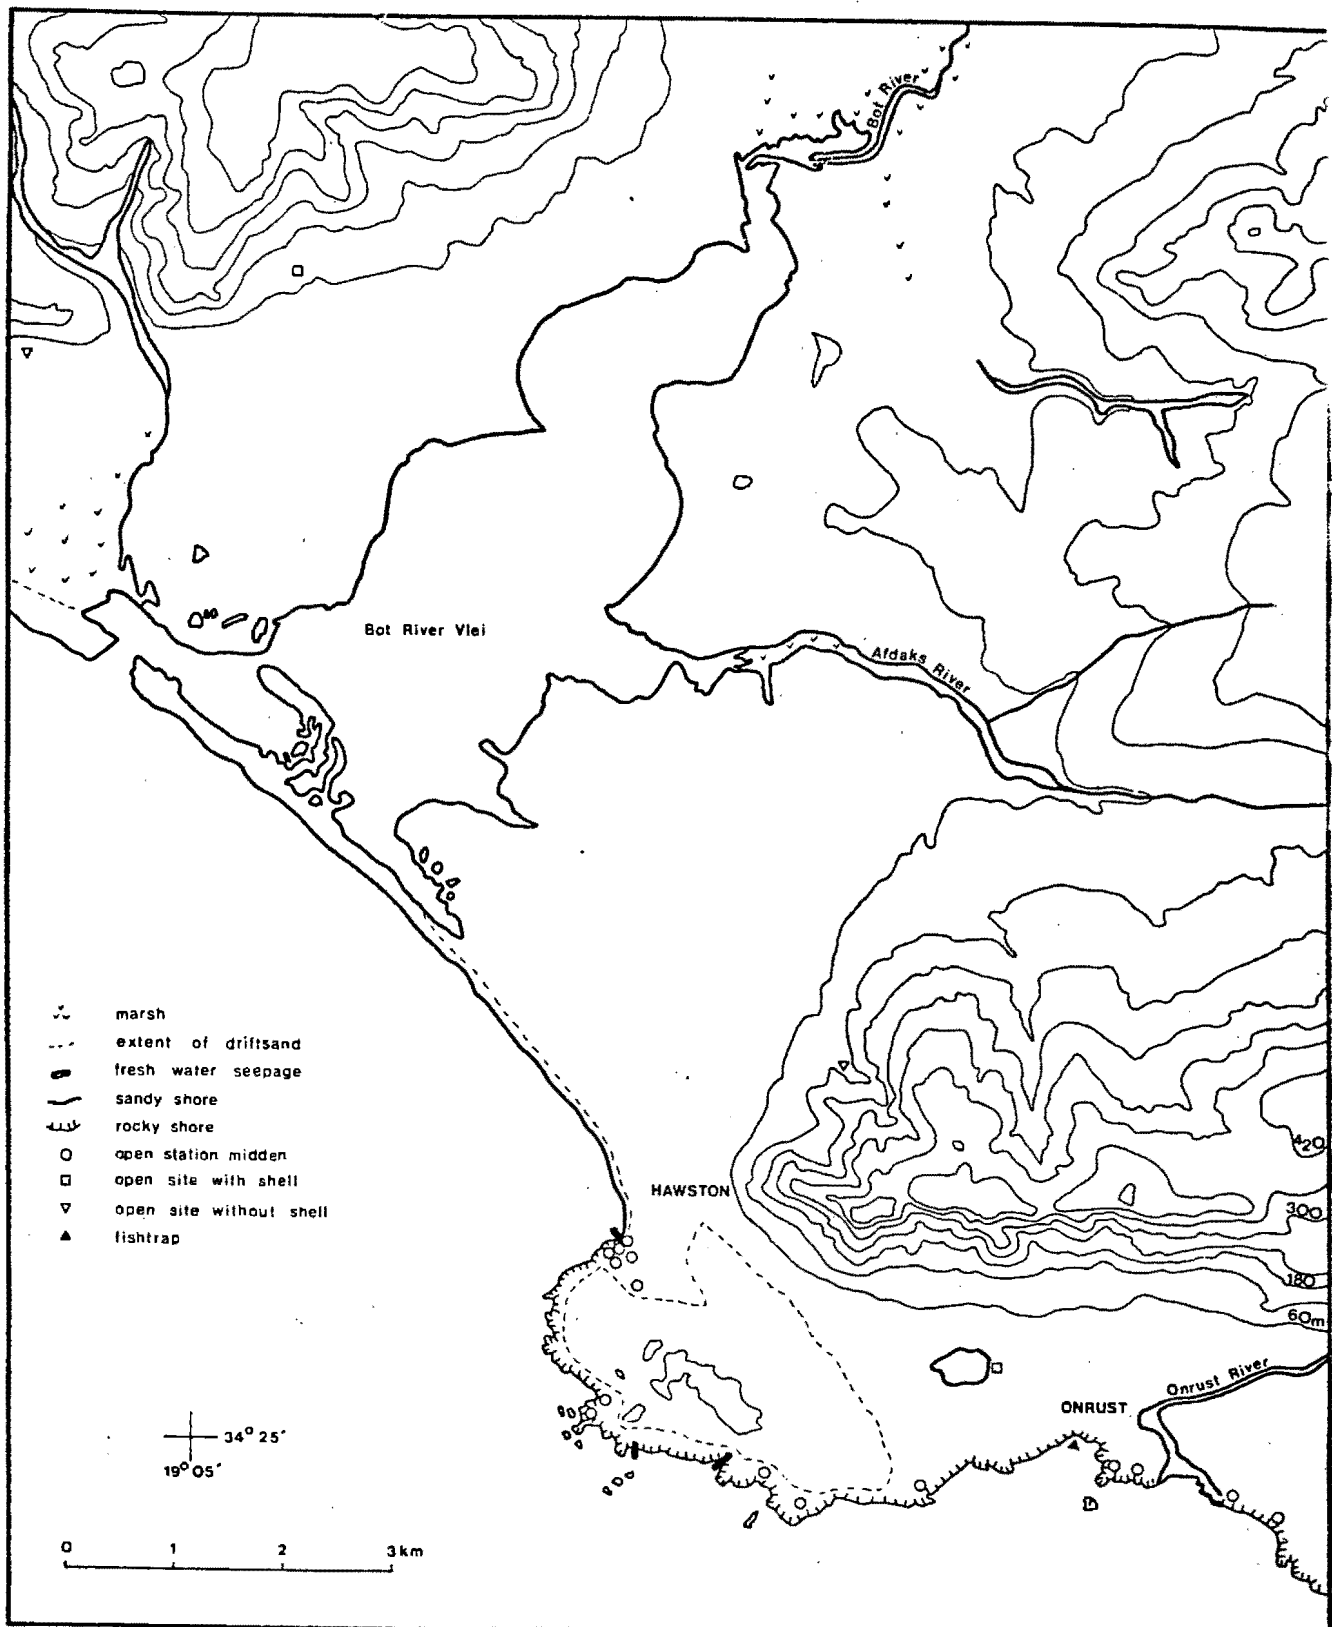 Bot River
Bot River Vlei
Afdaks River
marsh
extent of driftsand
fresh water seepage
sandy shore
rocky shore
open station midden
open site with shell
open site without shell
fishtrap
HAWSTON
420
300
180
60m
Onrust River
ONRUST
34° 25′
19° 05′
0 1 2 3 km